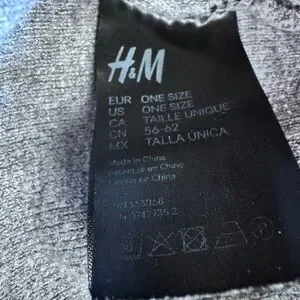 H&M
EUR ONE SIZE
US ONE SIZE
CA TAILLE UNIQUE
CN 56-62
MX TALLA ÚNICA
Made in China
Fabriqué en Chine
Hecho en China